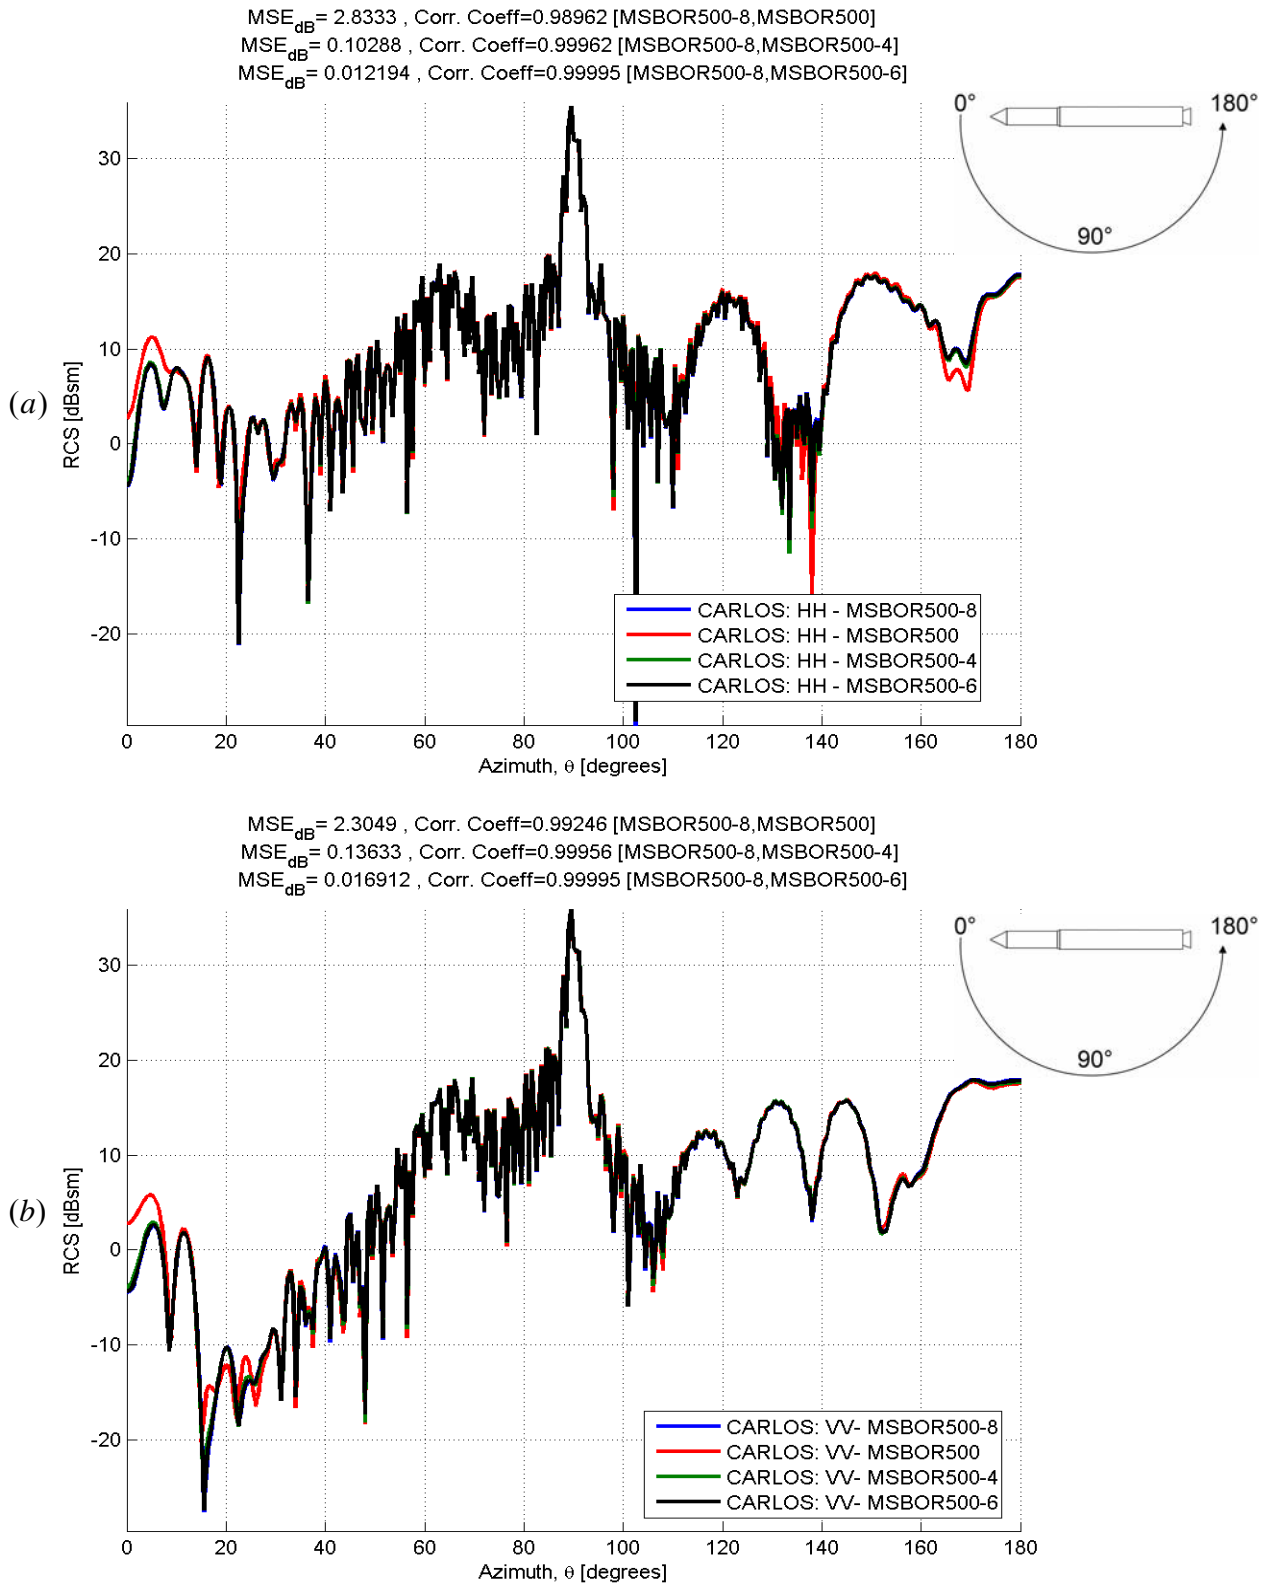 MSE_dB= 2.8333 , Corr. Coeff=0.98962 [MSBOR500-8,MSBOR500]
MSE_dB= 0.10288 , Corr. Coeff=0.99962 [MSBOR500-8,MSBOR500-4]
MSE_dB= 0.012194 , Corr. Coeff=0.99995 [MSBOR500-8,MSBOR500-6]
0° 180°
90°
(a)
RCS [dBsm]
30
20
10
0
-10
-20
CARLOS: HH - MSBOR500-8
CARLOS: HH - MSBOR500
CARLOS: HH - MSBOR500-4
CARLOS: HH - MSBOR500-6
0 20 40 60 80 100 120 140 160 180
Azimuth, θ [degrees]
MSE_dB= 2.3049 , Corr. Coeff=0.99246 [MSBOR500-8,MSBOR500]
MSE_dB= 0.13633 , Corr. Coeff=0.99956 [MSBOR500-8,MSBOR500-4]
MSE_dB= 0.016912 , Corr. Coeff=0.99995 [MSBOR500-8,MSBOR500-6]
0° 180°
90°
(b)
RCS [dBsm]
30
20
10
0
-10
-20
CARLOS: VV- MSBOR500-8
CARLOS: VV- MSBOR500
CARLOS: VV- MSBOR500-4
CARLOS: VV- MSBOR500-6
0 20 40 60 80 100 120 140 160 180
Azimuth, θ [degrees]